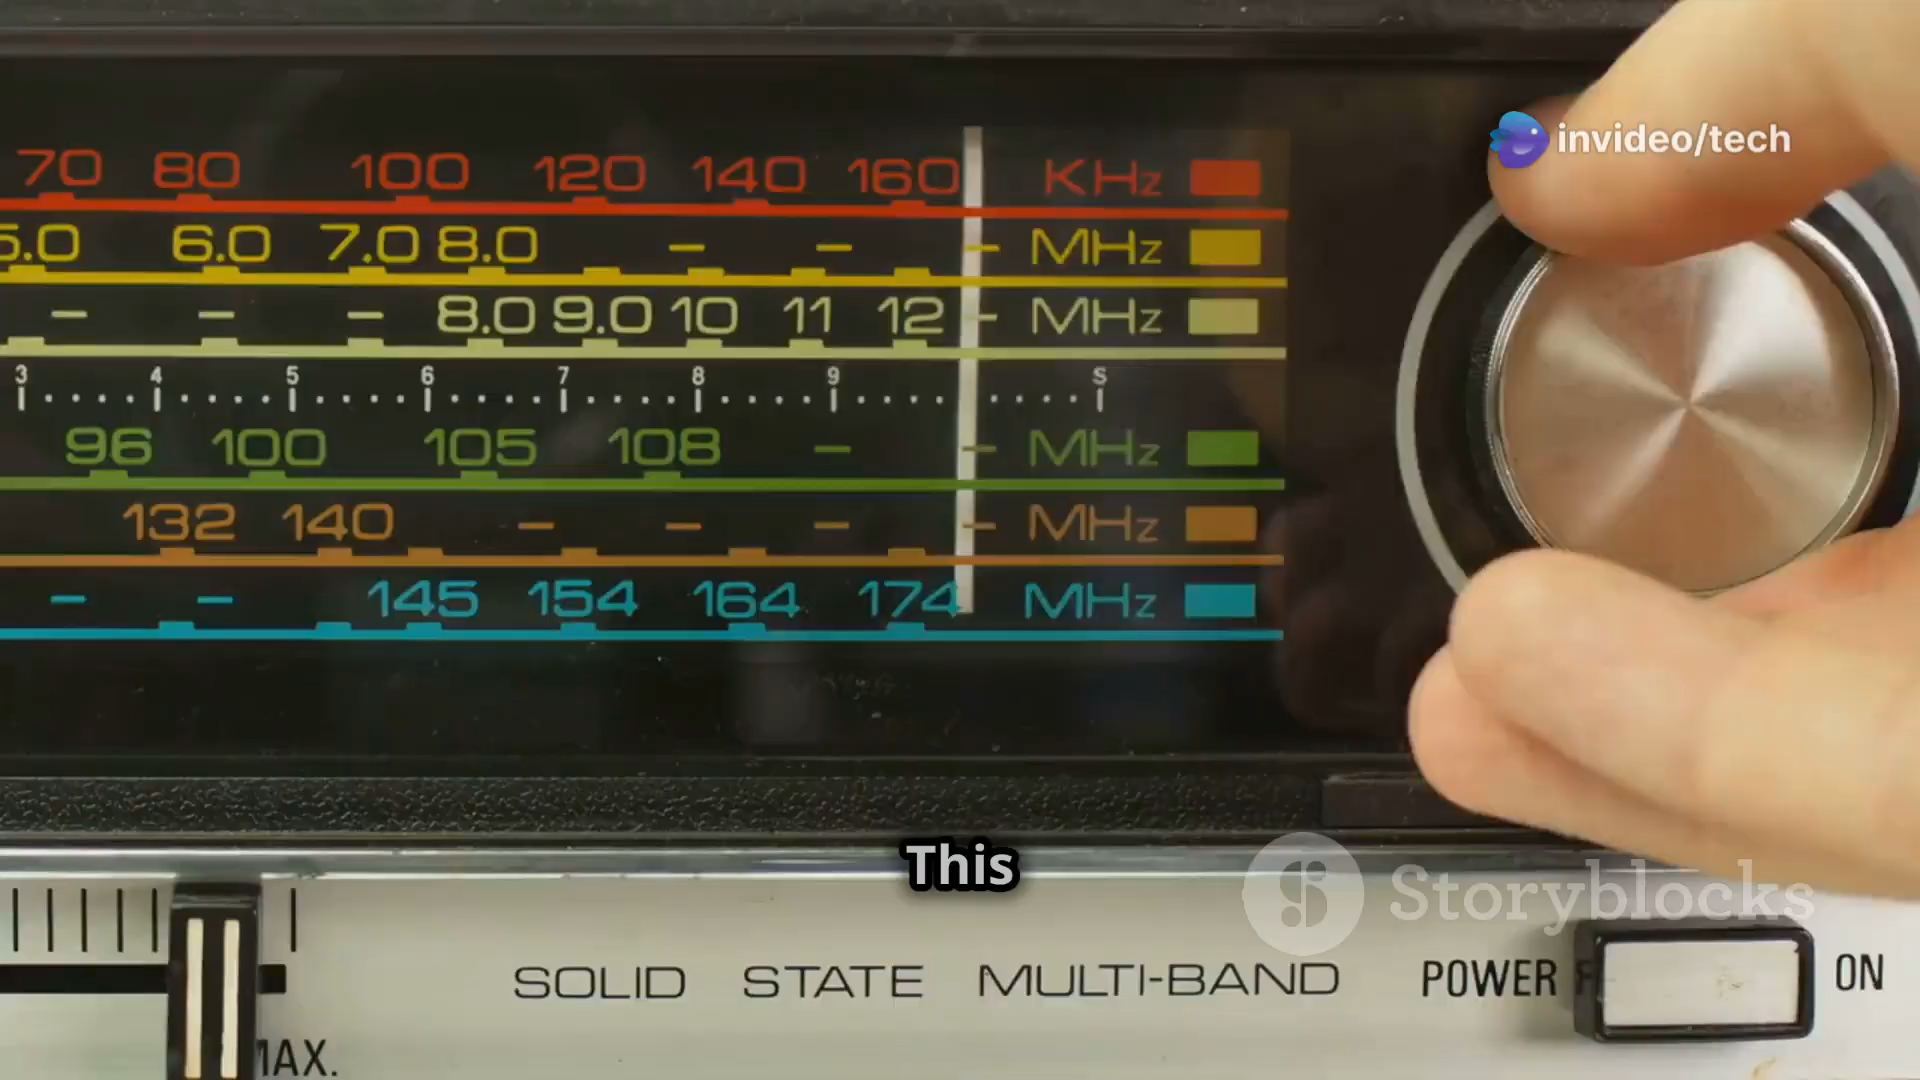 invideo/tech
70 80 100 120 140 160 KHz
5.0 6.0 7.0 8.0 – – – MHz
– – – 8.0 9.0 10 11 12 – MHz
3 4 5 6 7 8 9 S
96 100 105 108 – – MHz
132 140 – – – – MHz
– – 145 154 164 174 MHz
This
Storyblocks
SOLID STATE MULTI-BAND POWER ON
MAX.